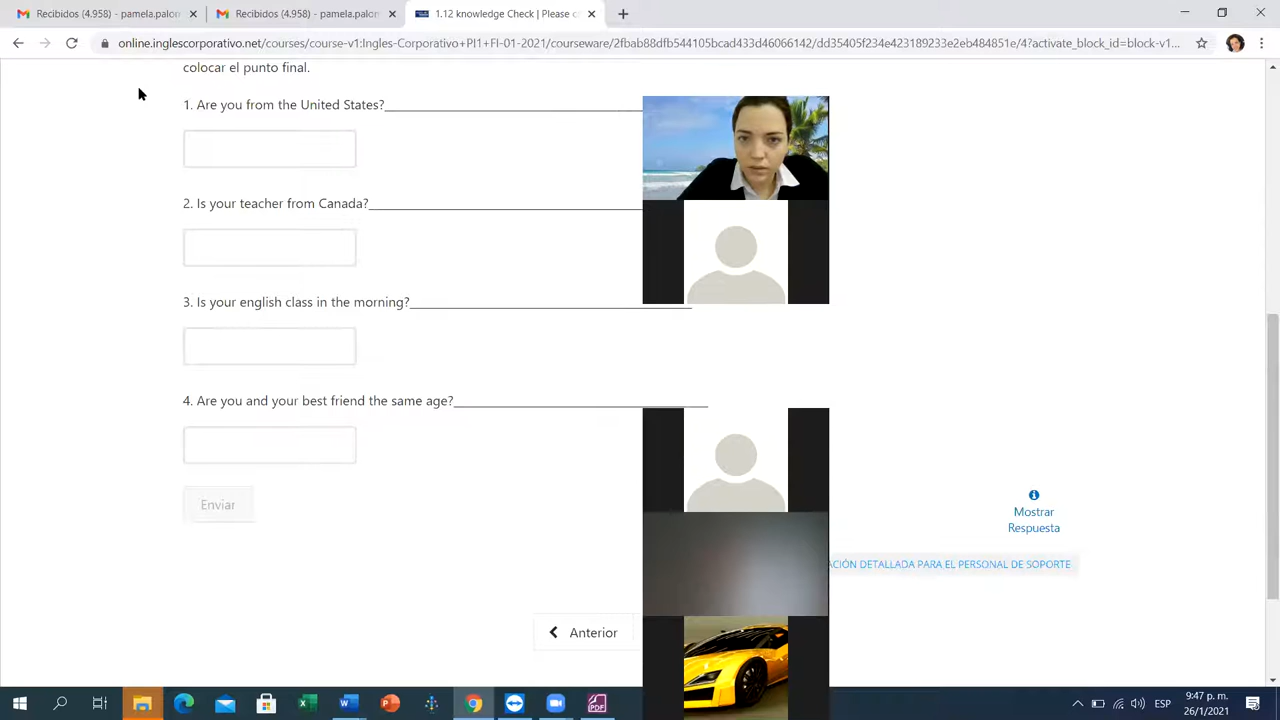 Recibidos (4.958) - pamela.palon
Recibidos (4.958) - pamela.palon
1.12 knowledge Check | Please c
online.inglescorporativo.net/courses/course-v1:Ingles-Corporativo+PI1+FI-01-2021/courseware/2fbab88dfb544105bcad433d46066142/dd35405f234e423189233e2eb484851e/4?activate_block_id=block-v1...
colocar el punto final.
1. Are you from the United States?
2. Is your teacher from Canada?
3. Is your english class in the morning?
4. Are you and your best friend the same age?
Enviar
Mostrar
Respuesta
ACIÓN DETALLADA PARA EL PERSONAL DE SOPORTE
Anterior
ESP
9:47 p. m.
26/1/2021